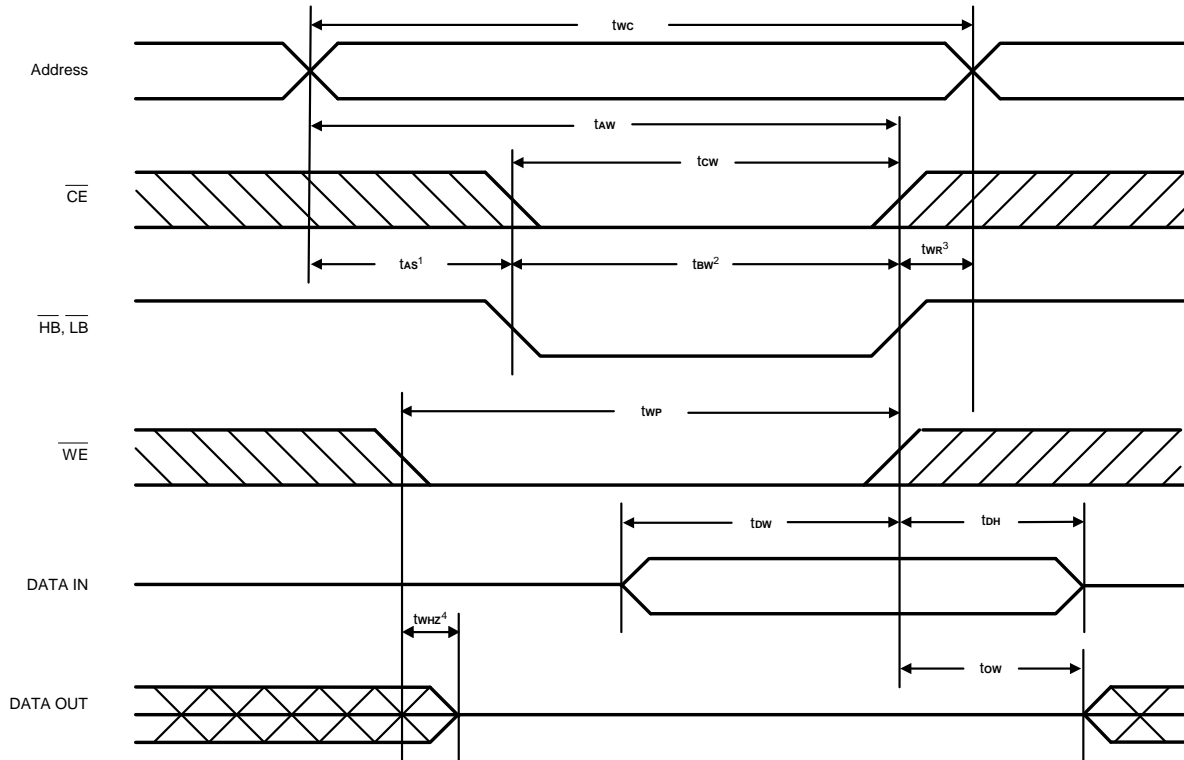 tWC
Address
tAW
tCW
CE
tAS1
tBW2
tWR3
HB, LB
tWP
WE
tDW
tDH
DATA IN
tWHZ4
tOW
DATA OUT